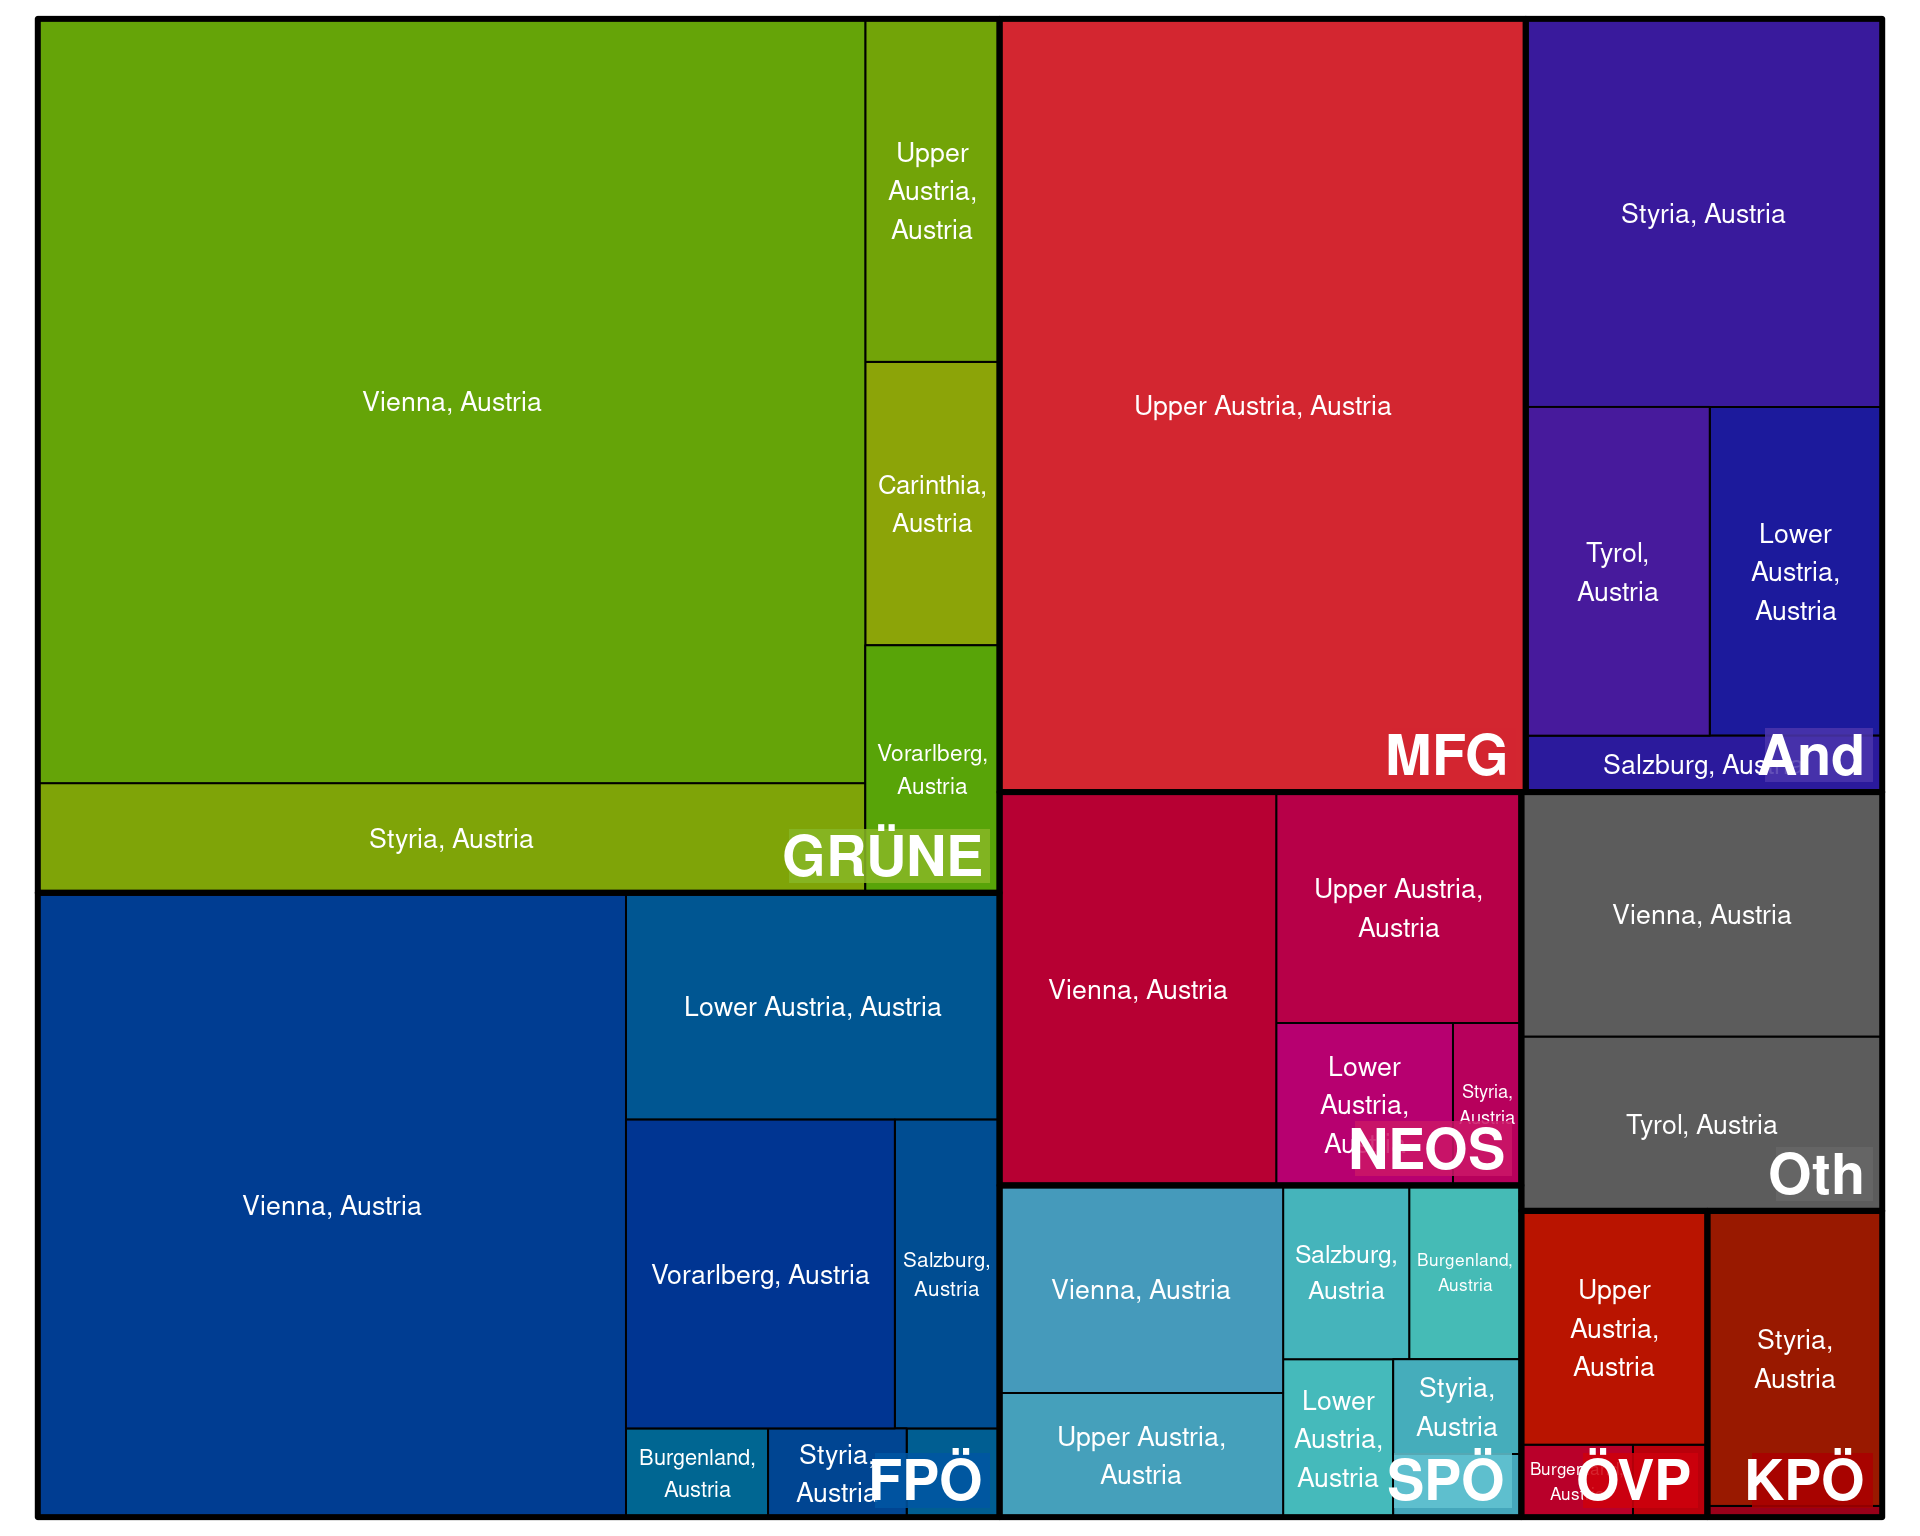 Vienna, Austria
Styria, Austria
Upper
Austria,
Austria
Carinthia,
Austria
Vorarlberg,
Austria
GRÜNE
Vienna, Austria
Lower Austria, Austria
Vorarlberg, Austria
Salzburg,
Austria
Burgenland,
Austria
Styria,
Austria
FPÖ
Upper Austria, Austria
MFG
Styria, Austria
Tyrol,
Austria
Lower
Austria,
Austria
Salzburg, Austria
And
Vienna, Austria
Upper Austria,
Austria
Lower
Austria,
Austria
Styria,
Austria
NEOS
Vienna, Austria
Tyrol, Austria
Oth
Vienna, Austria
Upper Austria,
Austria
Salzburg,
Austria
Burgenland,
Austria
Lower
Austria,
Austria
Styria,
Austria
SPÖ
Upper
Austria,
Austria
Burgenland,
Austria
ÖVP
Styria,
Austria
KPÖ